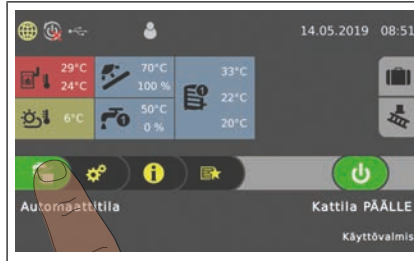 14.05.2019 08:51
29°C 70°C 33°C
24°C 100 %
22°C
6°C 50°C
0 % 20°C
Automaattitila Kattila PÄÄLLE
Käyttövalmis